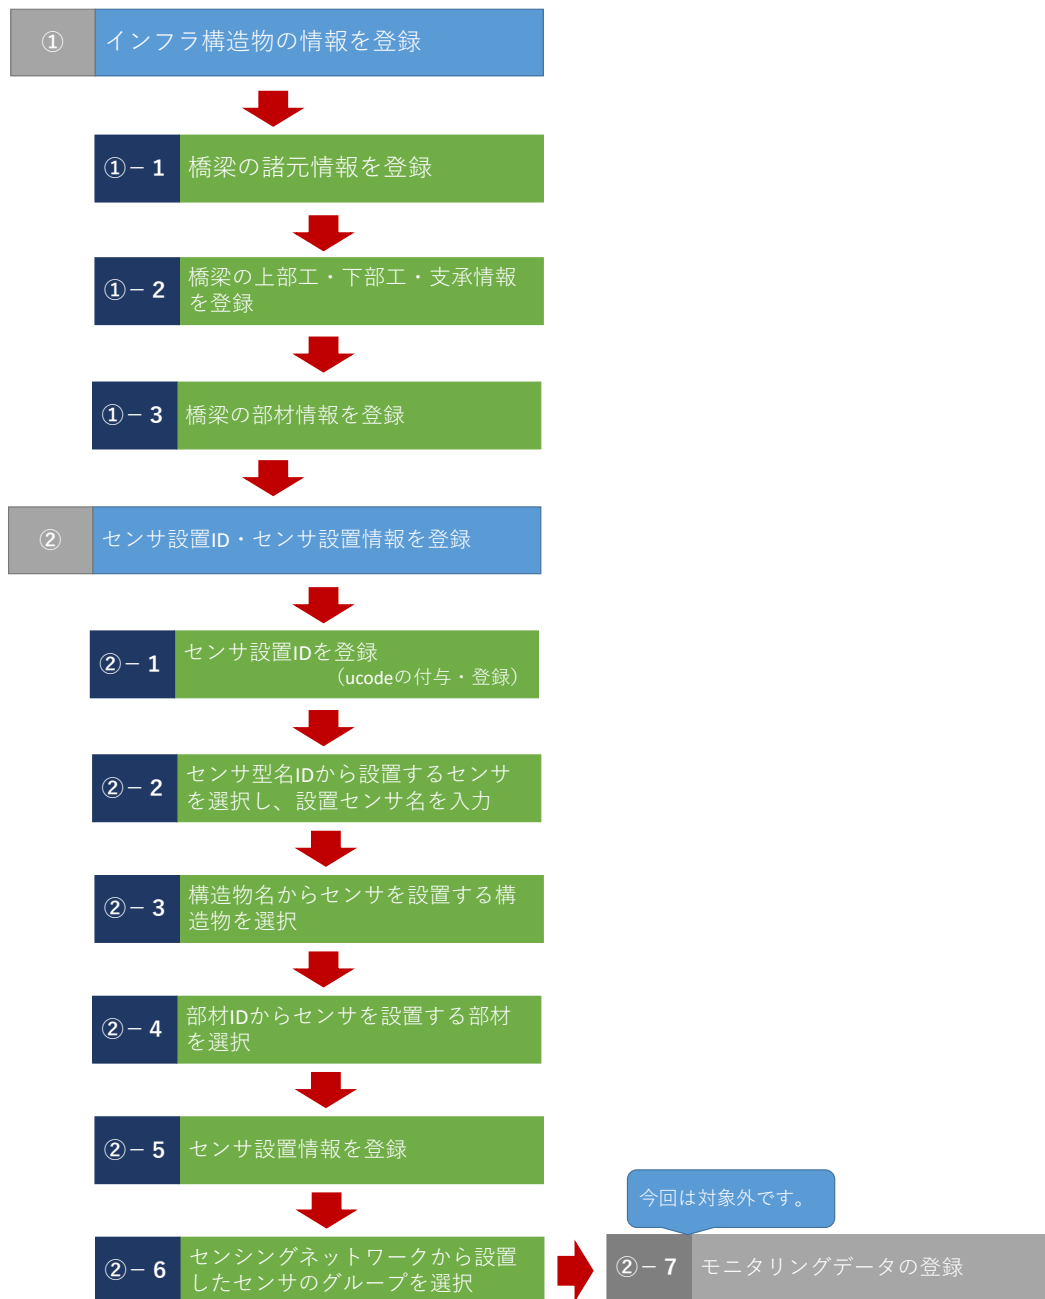 ① インフラ構造物の情報を登録
①－1 橋梁の諸元情報を登録
①－2 橋梁の上部工・下部工・支承情報
を登録
①－3 橋梁の部材情報を登録
② センサ設置ID・センサ設置情報を登録
②－1 センサ設置IDを登録
（ucodeの付与・登録）
②－2 センサ型名IDから設置するセンサ
を選択し、設置センサ名を入力
②－3 構造物名からセンサを設置する構
造物を選択
②－4 部材IDからセンサを設置する部材
を選択
②－5 センサ設置情報を登録
②－6 センシングネットワークから設置
したセンサのグループを選択
今回は対象外です。
②－7 モニタリングデータの登録